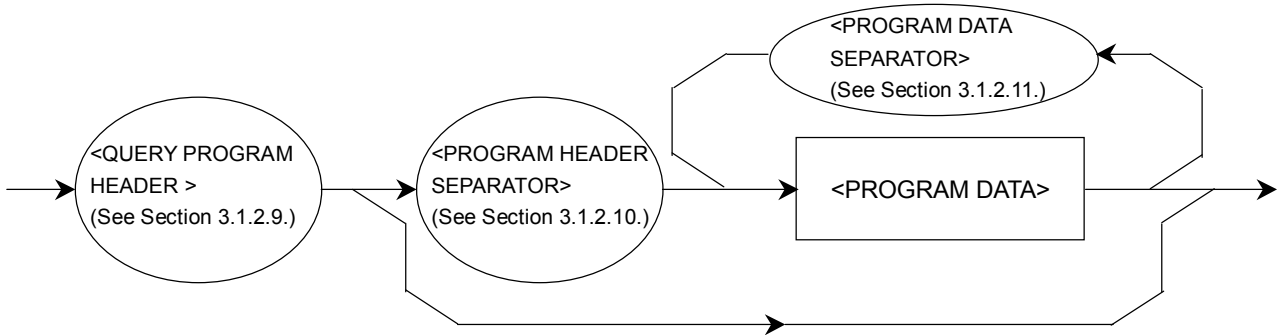 <PROGRAM DATA
SEPARATOR>
(See Section 3.1.2.11.)
<QUERY PROGRAM
HEADER >
(See Section 3.1.2.9.)
<PROGRAM HEADER
SEPARATOR>
(See Section 3.1.2.10.)
<PROGRAM DATA>